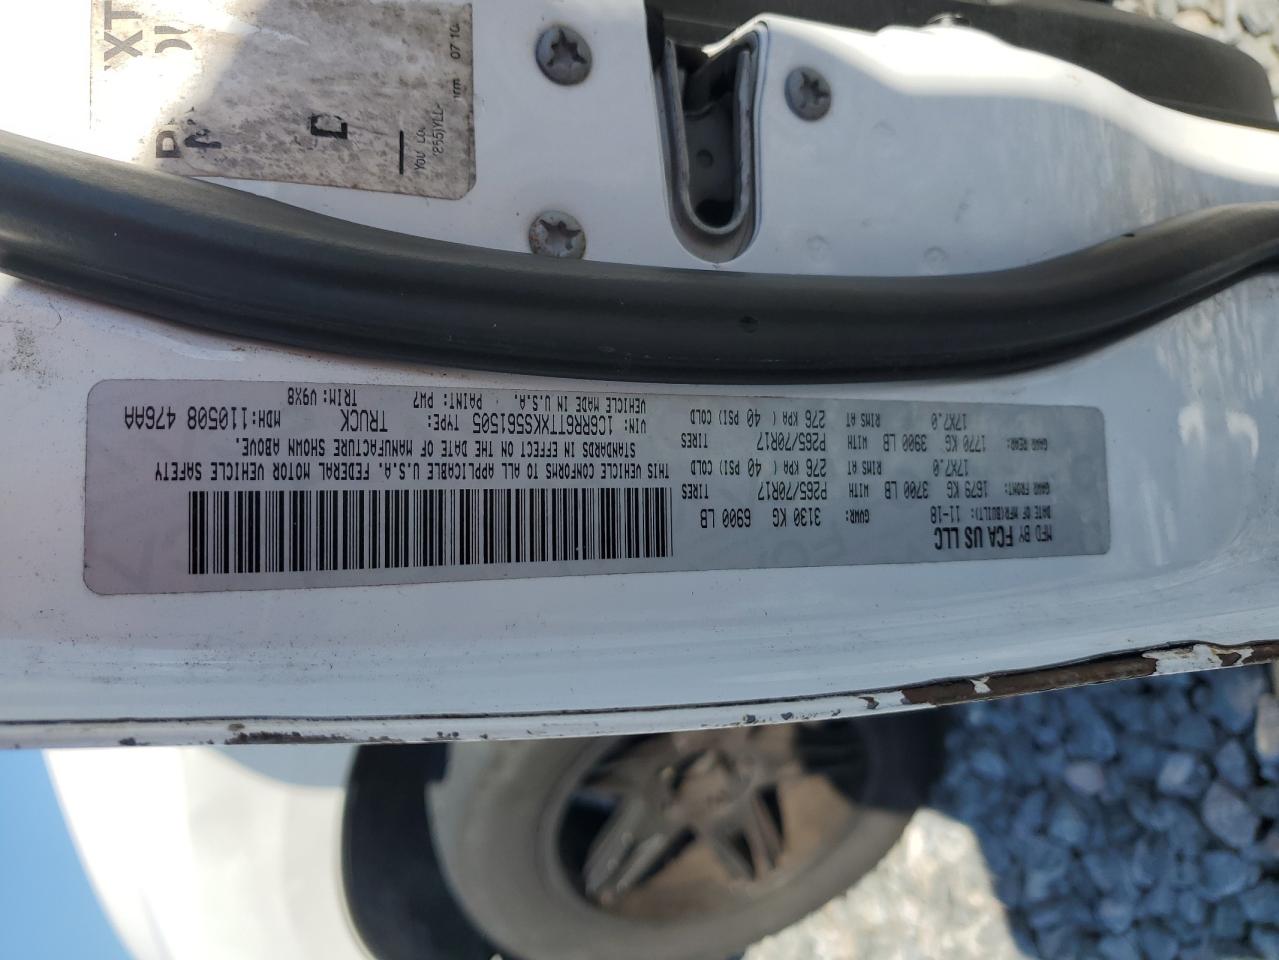 MFD BY FCA US LLC
DATE OF MFR(BUILT): 11-18 GVWR: 3130 KG 6900 LB
GAWR FRONT: 1679 KG 3700 LB WITH P265/70R17 TIRES
17X7.0 RIMS AT 276 KPA ( 40 PSI) COLD
GAWR REAR: 1770 KG 3900 LB WITH P265/70R17 TIRES
17X7.0 RIMS AT 276 KPA ( 40 PSI) COLD
THIS VEHICLE CONFORMS TO ALL APPLICABLE U.S.A. FEDERAL MOTOR VEHICLE SAFETY
STANDARDS IN EFFECT ON THE DATE OF MANUFACTURE SHOWN ABOVE.
VIN: 1C6RR6TTXKS561505 TYPE: TRUCK MDH:110508 476AA
VEHICLE MADE IN U.S.A. PAINT: PW7 TRIM: V9X8
XT
You
07 10